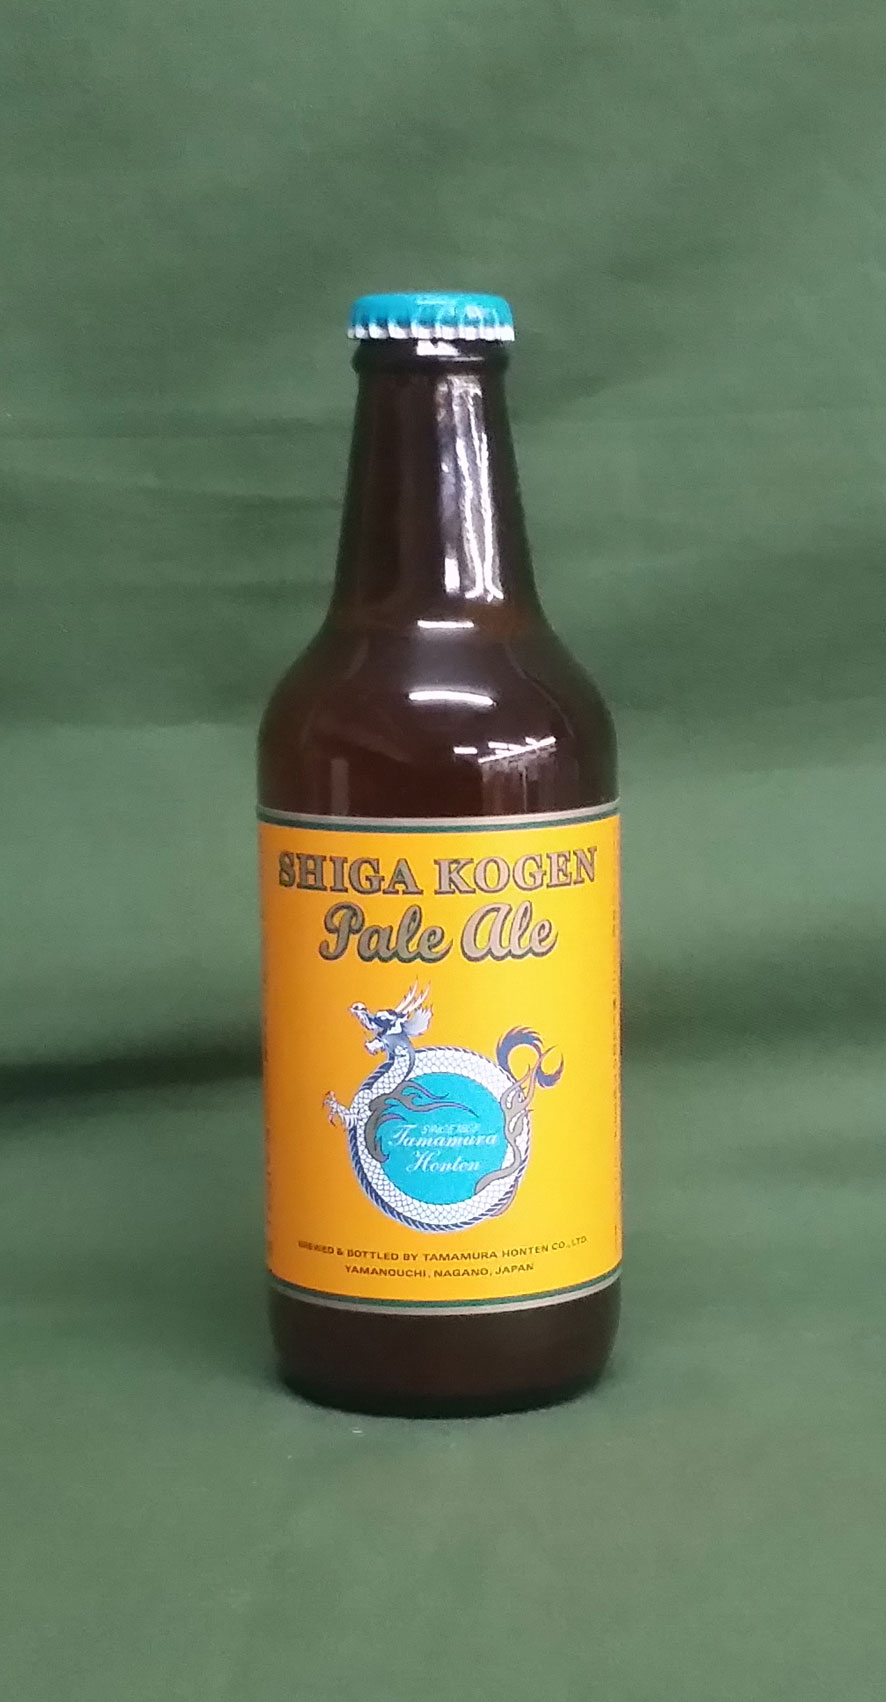 SHIGA KOGEN
Pale Ale
Tamamura
Honten
BREWED & BOTTLED BY TAMAMURA HONTEN CO., LTD.
YAMANOUCHI, NAGANO, JAPAN